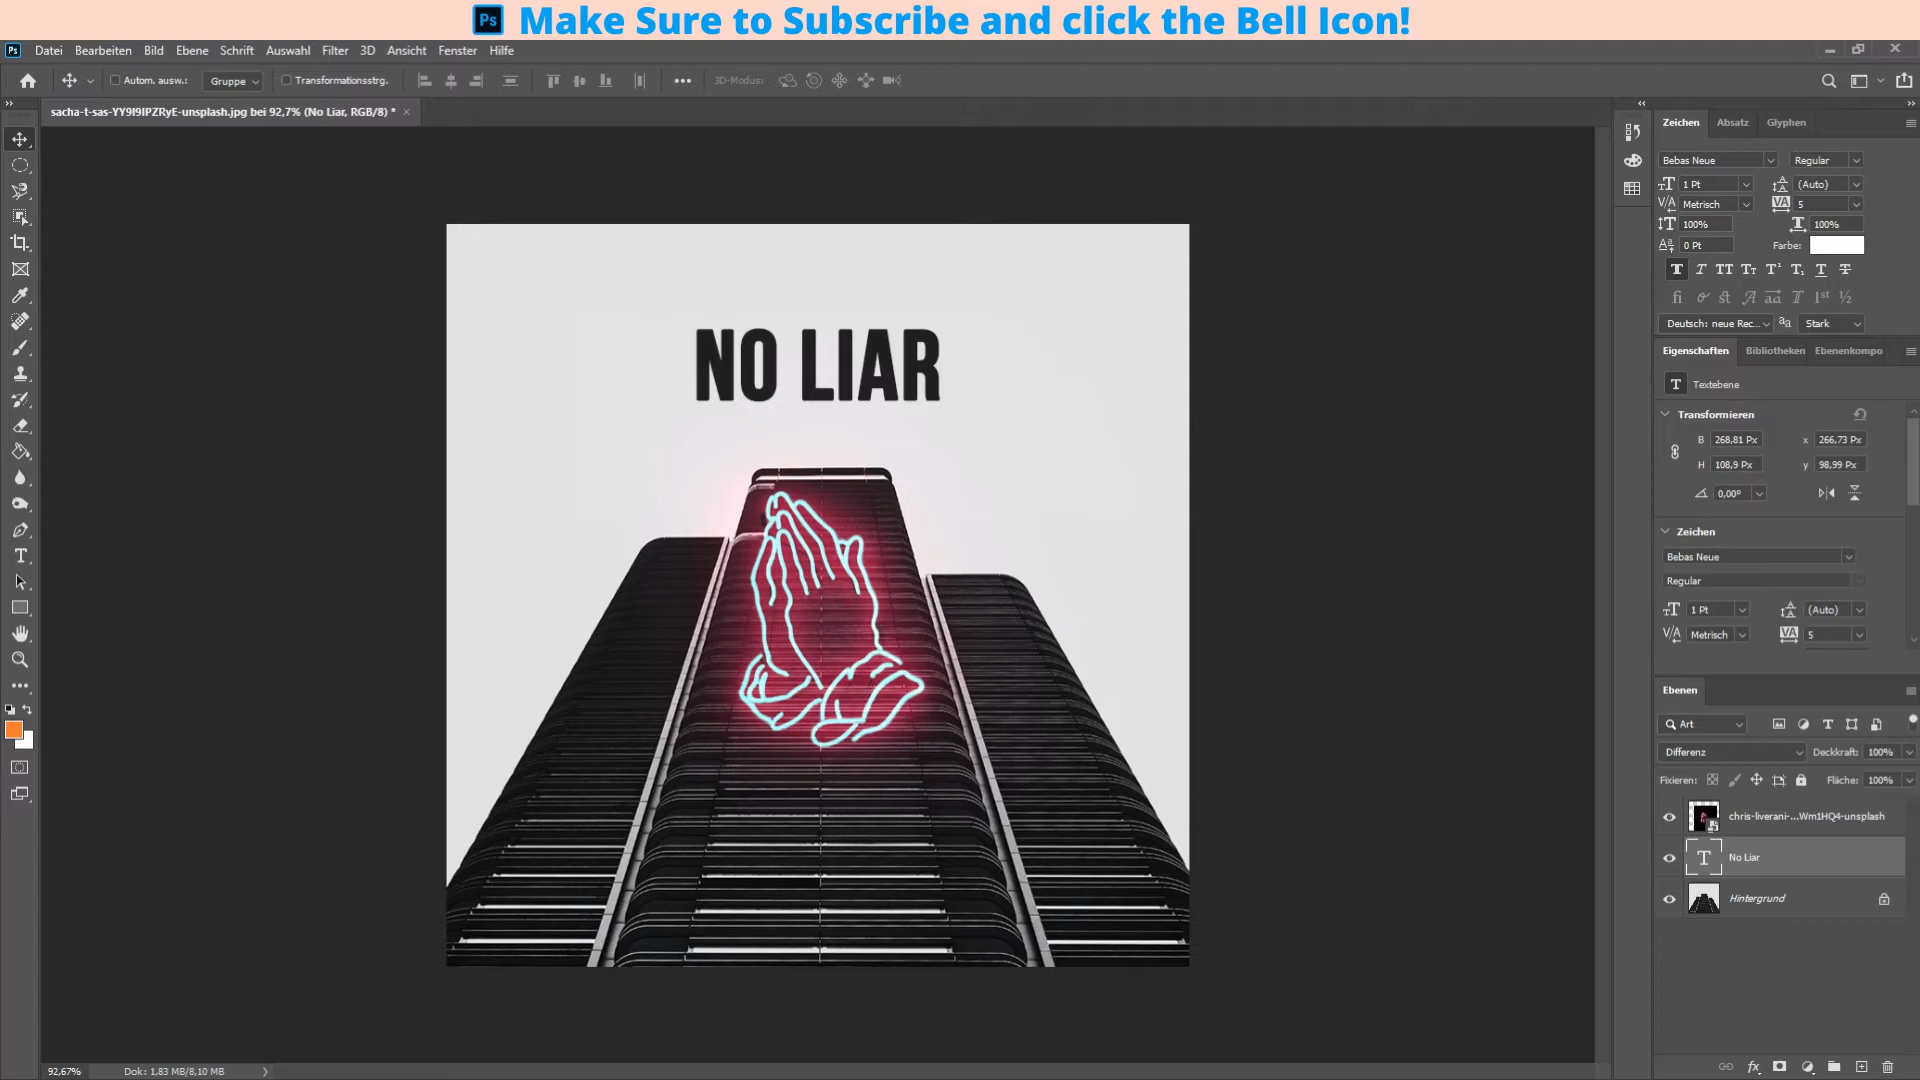 Ps Make Sure to Subscribe and click the Bell Icon!
Ps Datei Bearbeiten Bild Ebene Schrift Auswahl Filter 3D Ansicht Fenster Hilfe
Autom. ausw.: Gruppe Transformationsstrg. 3D-Modus:
sacha-t-sas-YY9I9IPZRyE-unsplash.jpg bei 92,7% (No Liar, RGB/8) *
NO LIAR
Zeichen Absatz Glyphen
Bebas Neue Regular
1 Pt (Auto)
Metrisch 5
100% 100%
0 Pt Farbe:
Deutsch: neue Rec... Stark
Eigenschaften Bibliotheken Ebenenkompo
Textebene
Transformieren
B 268,81 Px x 266,73 Px
H 108,9 Px y 98,99 Px
0,00°
Zeichen
Bebas Neue
Regular
1 Pt (Auto)
Metrisch 5
Ebenen
Art
Differenz Deckkraft: 100%
Fixieren: Fläche: 100%
chris-liverani-...Wm1HQ4-unsplash
No Liar
Hintergrund
92,67% Dok: 1,83 MB/8,10 MB